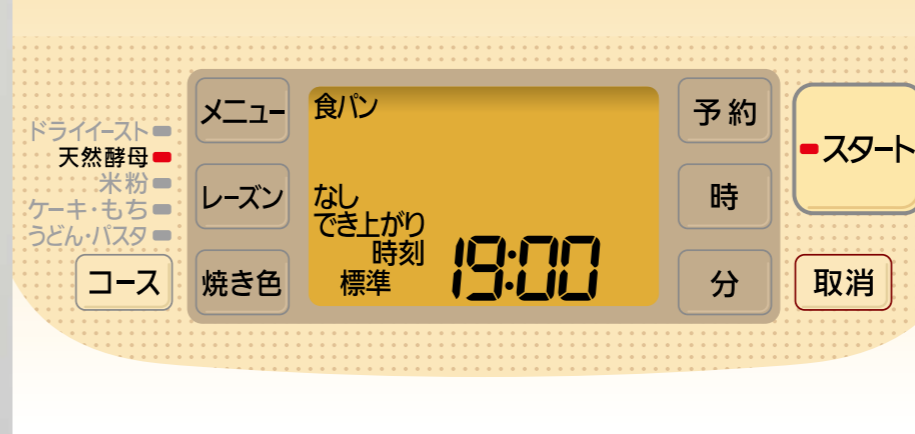 ドライイースト
天然酵母
米粉
ケーキ・もち
うどん・パスタ
コース
メニュー
レーズン
焼き色
食パン
なし
でき上がり
時刻
標準
19:00
予約
時
分
スタート
取消